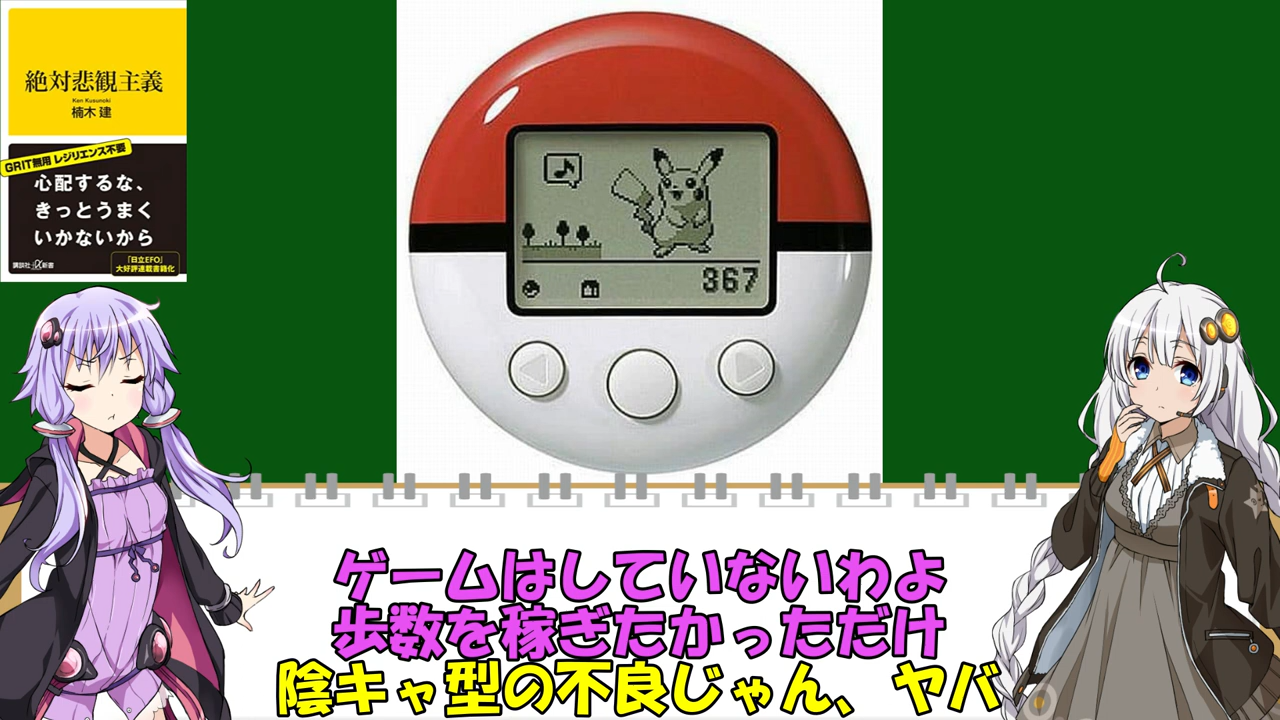 絶対悲観主義
Ken Kusunoki
楠木 建
GRIT無用 レジリエンス不要
心配するな、
きっとうまく
いかないから
講談社+α新書
「日立EFO」
大好評連載書籍化
367
ゲームはしていないわよ
歩数を稼ぎたかっただけ
陰キャ型の不良じゃん、ヤバ